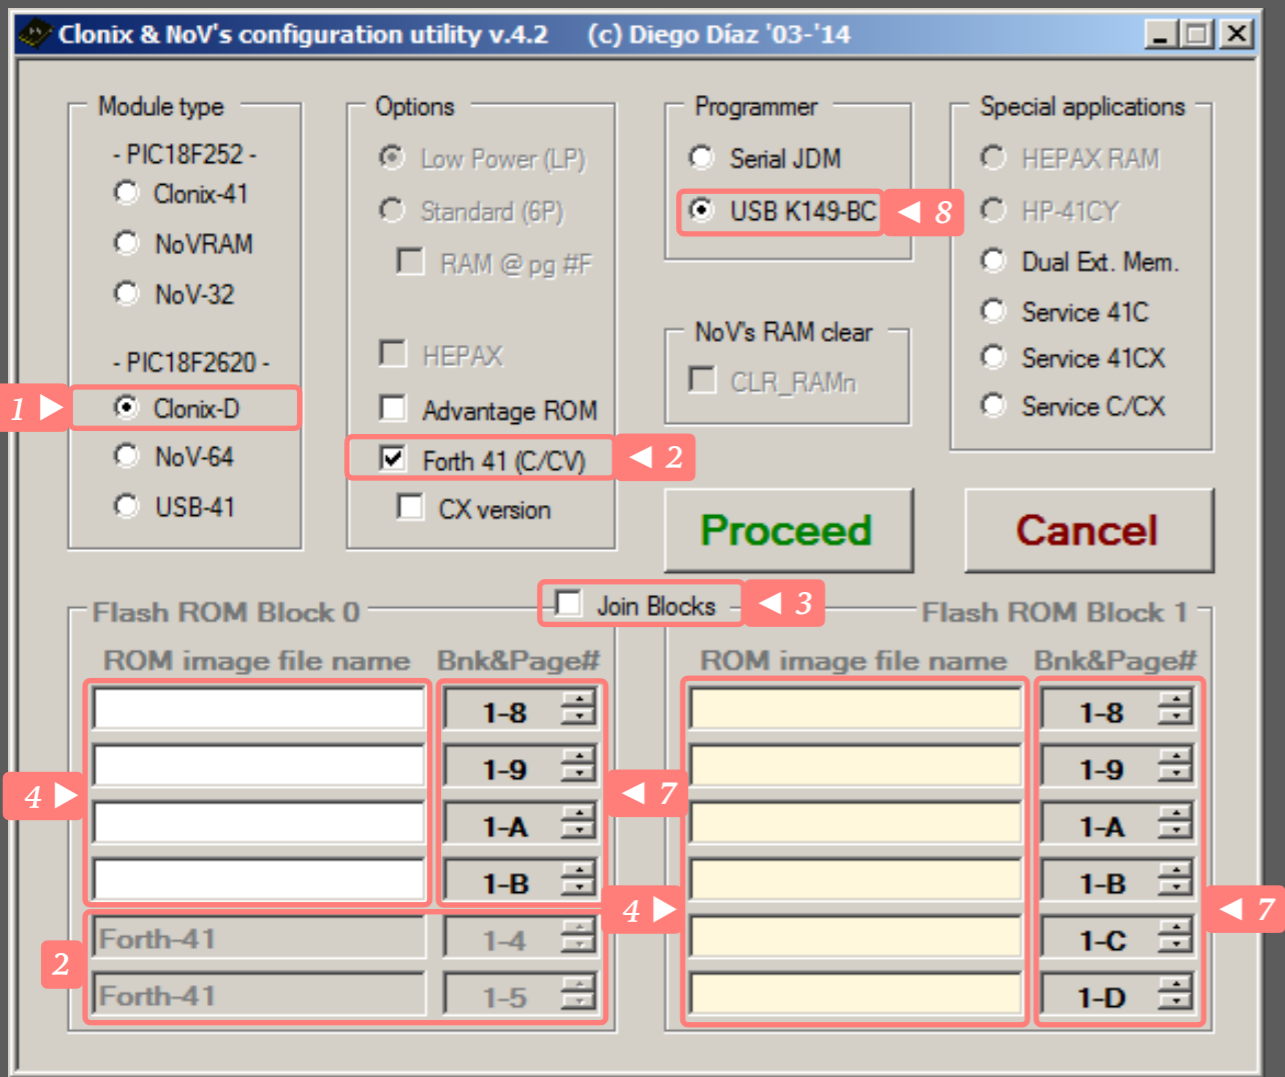 Clonix & NoV's configuration utility v.4.2 (c) Diego Díaz '03-'14
Module type
- PIC18F252 -
Clonix-41
NoVRAM
NoV-32
- PIC18F2620 -
1
Clonix-D
NoV-64
USB-41
Options
Low Power (LP)
Standard (6P)
RAM @ pg #F
HEPAX
Advantage ROM
Forth 41 (C/CV)
2
CX version
Programmer
Serial JDM
USB K149-BC
8
NoV's RAM clear
CLR_RAMn
Special applications
HEPAX RAM
HP-41CY
Dual Ext. Mem.
Service 41C
Service 41CX
Service C/CX
Proceed
Cancel
Join Blocks
3
Flash ROM Block 0
ROM image file name Bnk&Page#
1-8
1-9
4
7
1-A
1-B
2
Forth-41 1-4
Forth-41 1-5
Flash ROM Block 1
ROM image file name Bnk&Page#
1-8
1-9
1-A
1-B
4
7
1-C
1-D